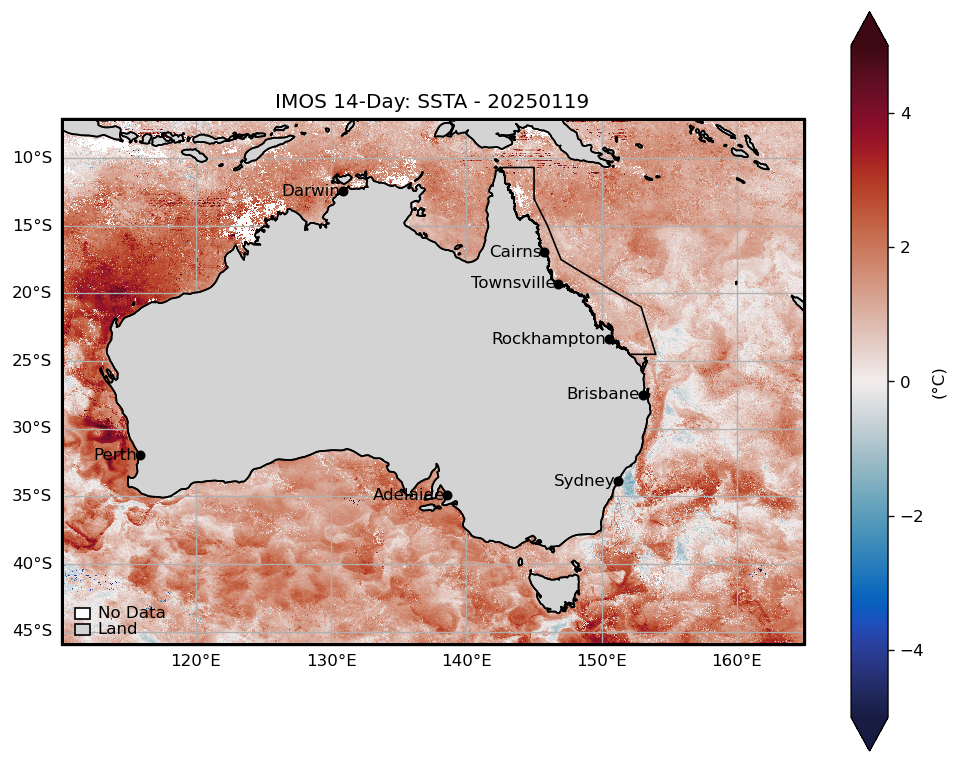 IMOS 14-Day: SSTA - 20250119
10°S
15°S
20°S
25°S
30°S
35°S
40°S
45°S
Darwin
Cairns
Townsville
Rockhampton
Brisbane
Perth
Sydney
Adelaide
No Data
Land
120°E
130°E
140°E
150°E
160°E
4
2
0
−2
−4
(°C)